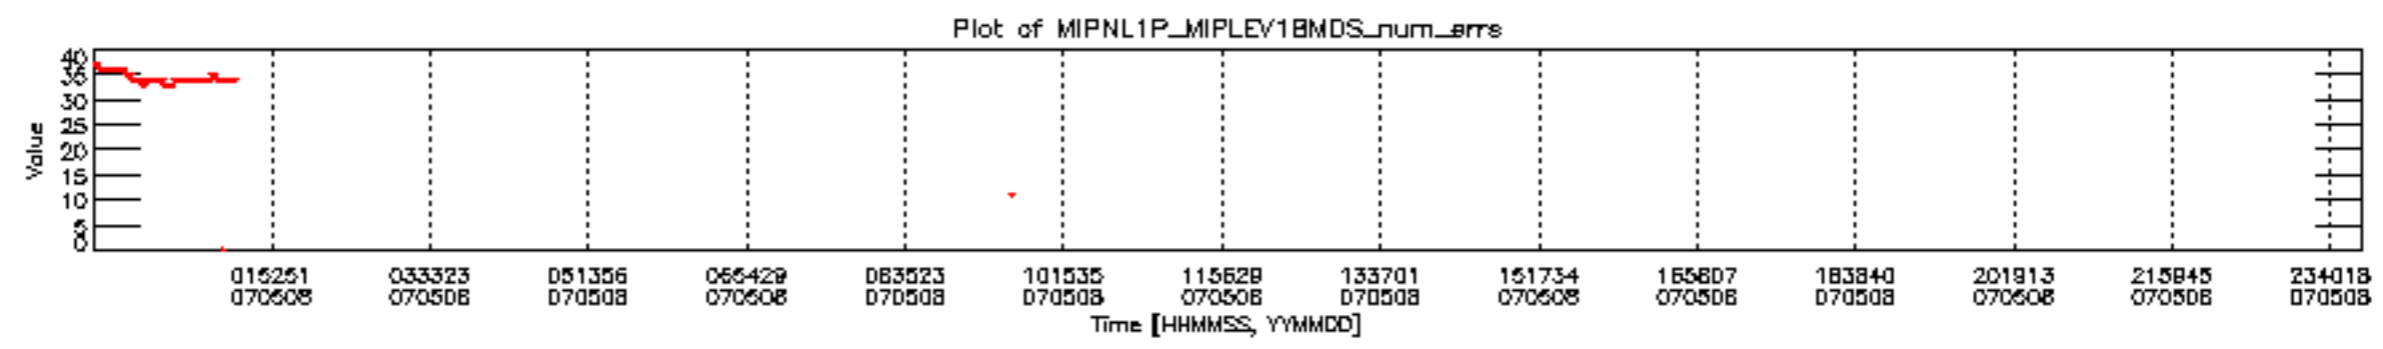 Plot of MIPNL1P_MIPLEV1BMDS_num_errs
40
35
30
25
20
15
10
5
0
Value
015251 033323 051356 065429 083523 101535 115629 133701 151734 165807 183840 201913 215945 234018
070508 070508 070508 070508 070508 070508 070508 070508 070508 070508 070508 070508 070508 070508
Time [HHMMSS, YYMMDD]